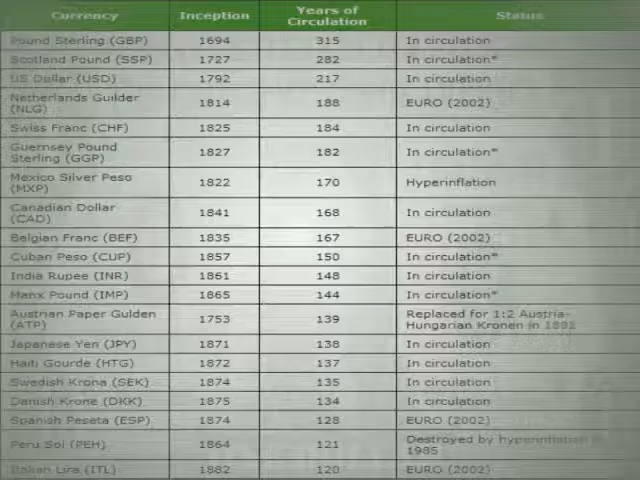 Currency Inception Years of Circulation Status
Pound Sterling (GBP) 1694 315 In circulation
Scotland Pound (SSP) 1727 282 In circulation*
US Dollar (USD) 1792 217 In circulation
Netherlands Guilder (NLG) 1814 188 EURO (2002)
Swiss Franc (CHF) 1825 184 In circulation
Guernsey Pound Sterling (GGP) 1827 182 In circulation*
Mexico Silver Peso (MXP) 1822 170 Hyperinflation
Canadian Dollar (CAD) 1841 168 In circulation
Belgian Franc (BEF) 1835 167 EURO (2002)
Cuban Peso (CUP) 1857 150 In circulation*
India Rupee (INR) 1861 148 In circulation
Manx Pound (IMP) 1865 144 In circulation*
Austrian Paper Gulden (ATP) 1753 139 Replaced for 1:2 Austria-Hungarian Kronen in 1892
Japanese Yen (JPY) 1871 138 In circulation
Haiti Gourde (HTG) 1872 137 In circulation
Swedish Krona (SEK) 1874 135 In circulation
Danish Krone (DKK) 1875 134 In circulation
Spanish Peseta (ESP) 1874 128 EURO (2002)
Peru Sol (PEH) 1864 121 Destroyed by hyperinflation in 1985
Italian Lira (ITL) 1882 120 EURO (2002)